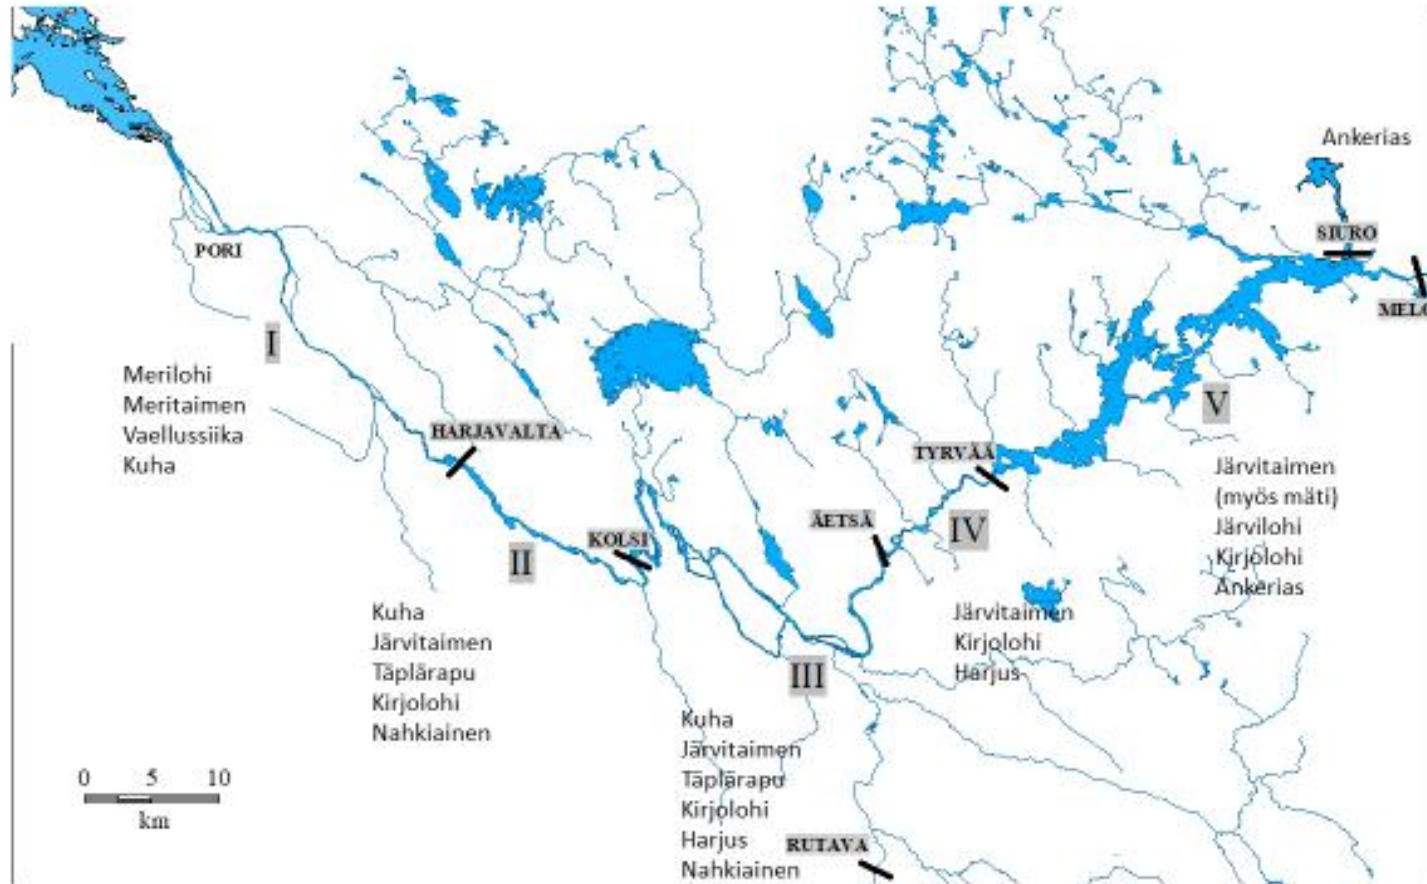 Ankerias
SIURO
PORI
MELO
I
Merilohi
Meritaimen
Vaellussiika
Kuha
HARJAVALTA
V
TYRVÄÄ
Järvitaimen
(myös mäti)
Järvilohi
Kirjolohi
Ankerias
ÄETSÄ
IV
KOLSI
II
Kuha
Järvitaimen
Täplärapu
Kirjolohi
Nahkiainen
Järvitaimen
Kirjolohi
Harjus
III
Kuha
Järvitaimen
Täplärapu
Kirjolohi
Harjus
Nahkiainen
0 5 10
km
RUTAVA